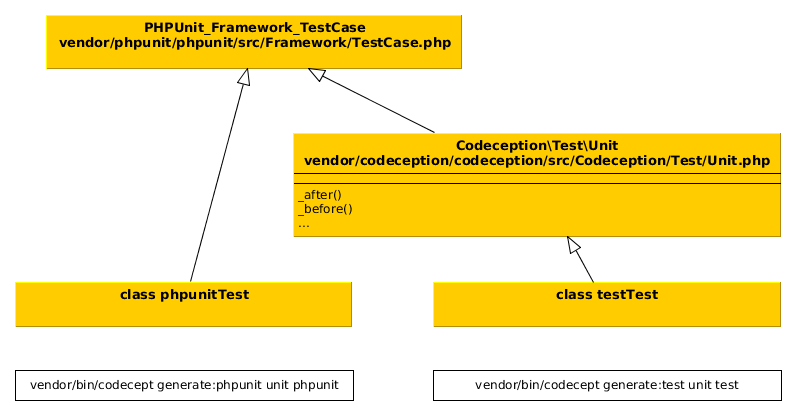 PHPUnit_Framework_TestCase
vendor/phpunit/phpunit/src/Framework/TestCase.php
Codeception\Test\Unit
vendor/codeception/codeception/src/Codeception/Test/Unit.php
_after()
_before()
...
class phpunitTest
class testTest
vendor/bin/codecept generate:phpunit unit phpunit
vendor/bin/codecept generate:test unit test